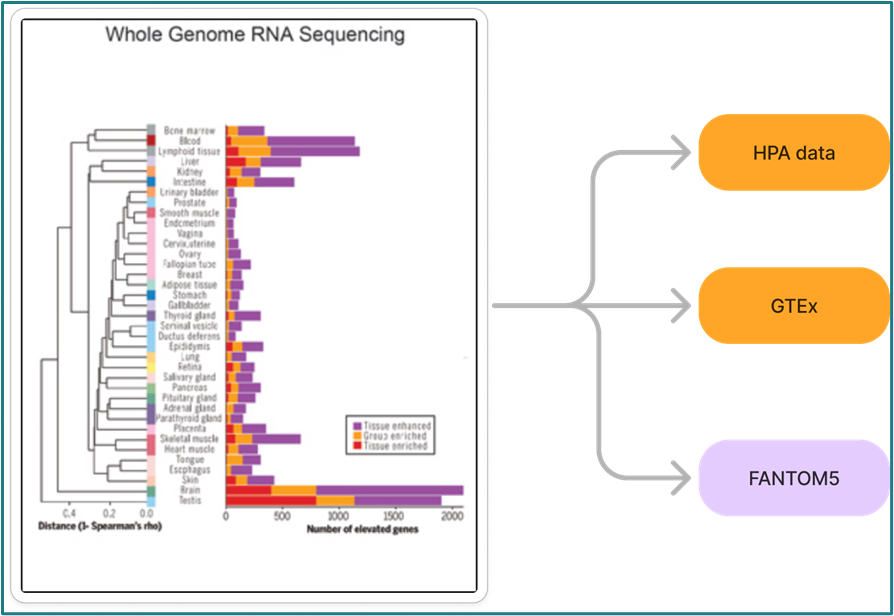 Whole Genome RNA Sequencing
Bone marrow
Blood
Lymphoid tissue
Liver
Kidney
Intestine
Urinary bladder
Prostate
Smooth muscle
Endometrium
Vagina
Cervix,uterine
Ovary
Fallopian tube
Breast
Adipose tissue
Stomach
Gallbladder
Thyroid gland
Seminal vesicle
Ductus deferens
Epididymis
Lung
Retina
Salivary gland
Pancreas
Pituitary gland
Adrenal gland
Parathyroid gland
Placenta
Skeletal muscle
Heart muscle
Tongue
Esophagus
Skin
Brain
Testis
Tissue enhanced
Group enriched
Tissue enriched
0.4 0.2 0.0
Distance (1- Spearman's rho)
0 500 1000 1500 2000
Number of elevated genes
HPA data
GTEx
FANTOM5